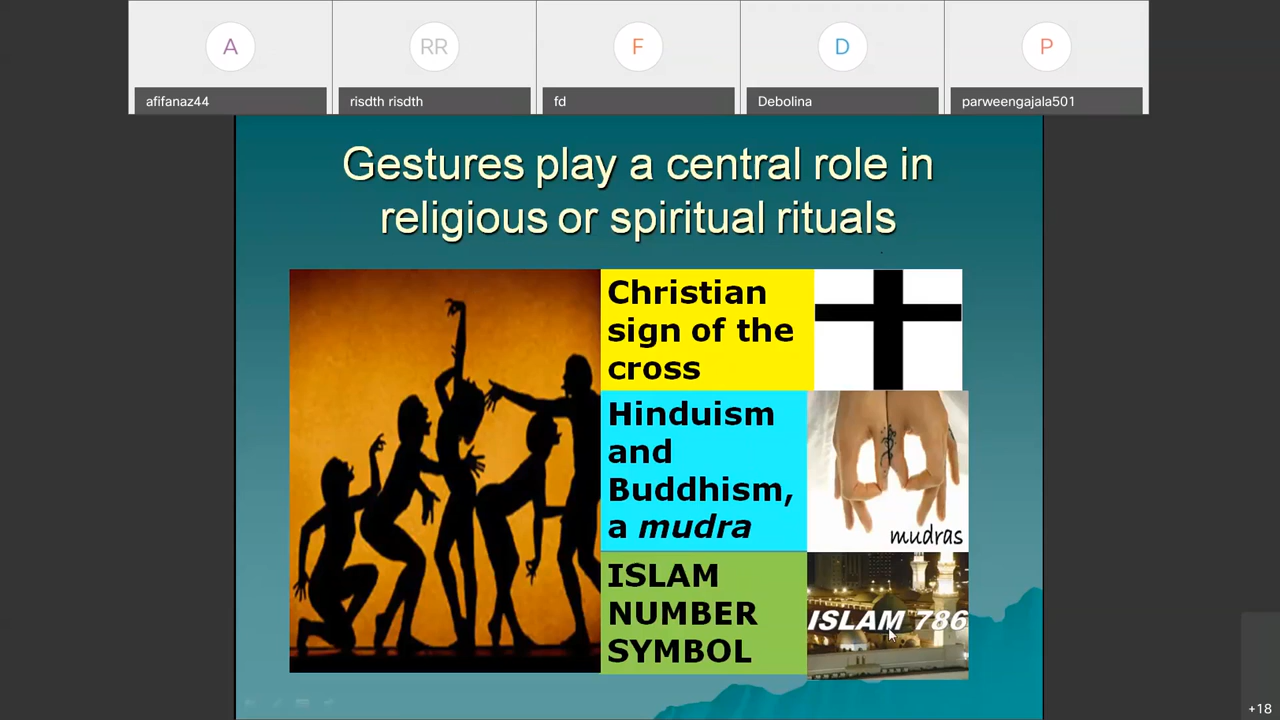 A
RR
F
D
P
afifanaz44
risdth risdth
fd
Debolina
parweengajala501
Gestures play a central role in
religious or spiritual rituals
Christian
sign of the
cross
Hinduism
and
Buddhism,
a mudra
mudras
ISLAM
NUMBER
SYMBOL
ISLAM 786
+18